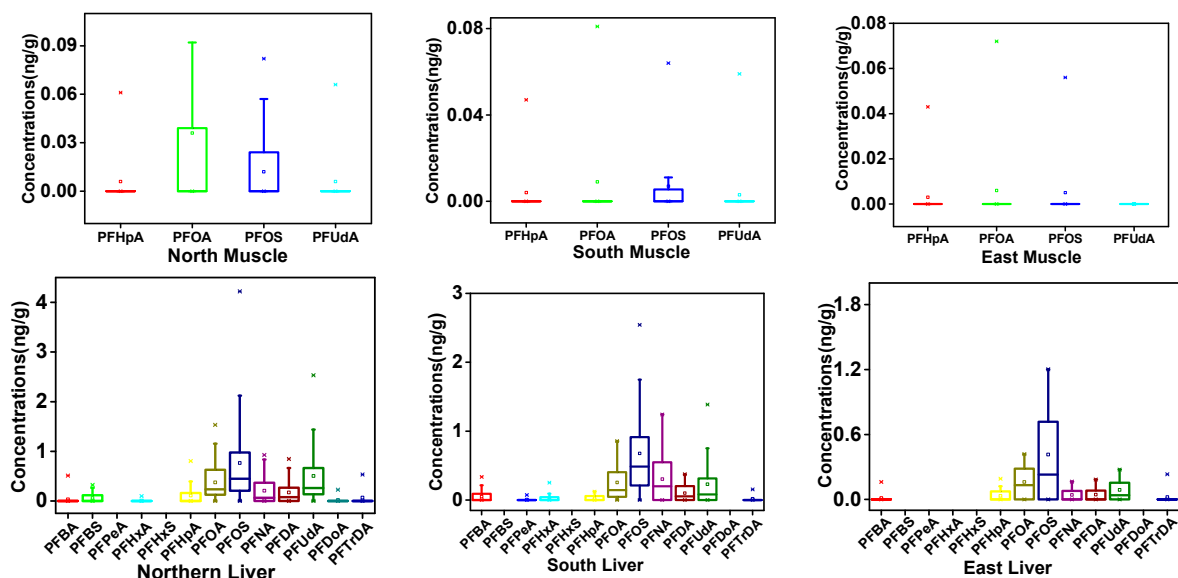 Concentrations(ng/g)
0.09
0.06
0.03
0.00
PFHpA PFOA PFOS PFUdA
North Muscle
Concentrations(ng/g)
0.08
0.04
0.00
PFHpA PFOA PFOS PFUdA
South Muscle
Concentrations(ng/g)
0.08
0.06
0.04
0.02
0.00
PFHpA PFOA PFOS PFUdA
East Muscle
Concentrations(ng/g)
4
3
2
1
0
PFBA PFBS PFPeA PFHxA PFHxS PFHpA PFOA PFOS PFNA PFDA PFUdA PFDoA PFTrDA
Northern Liver
Concentrations(ng/g)
3
2
1
0
PFBA PFBS PFPeA PFHxA PFHxS PFHpA PFOA PFOS PFNA PFDA PFUdA PFDoA PFTrDA
South Liver
Concentrations(ng/g)
1.8
1.2
0.6
0.0
PFBA PFBS PFPeA PFHxA PFHxS PFHpA PFOA PFOS PFNA PFDA PFUdA PFDoA PFTrDA
East Liver